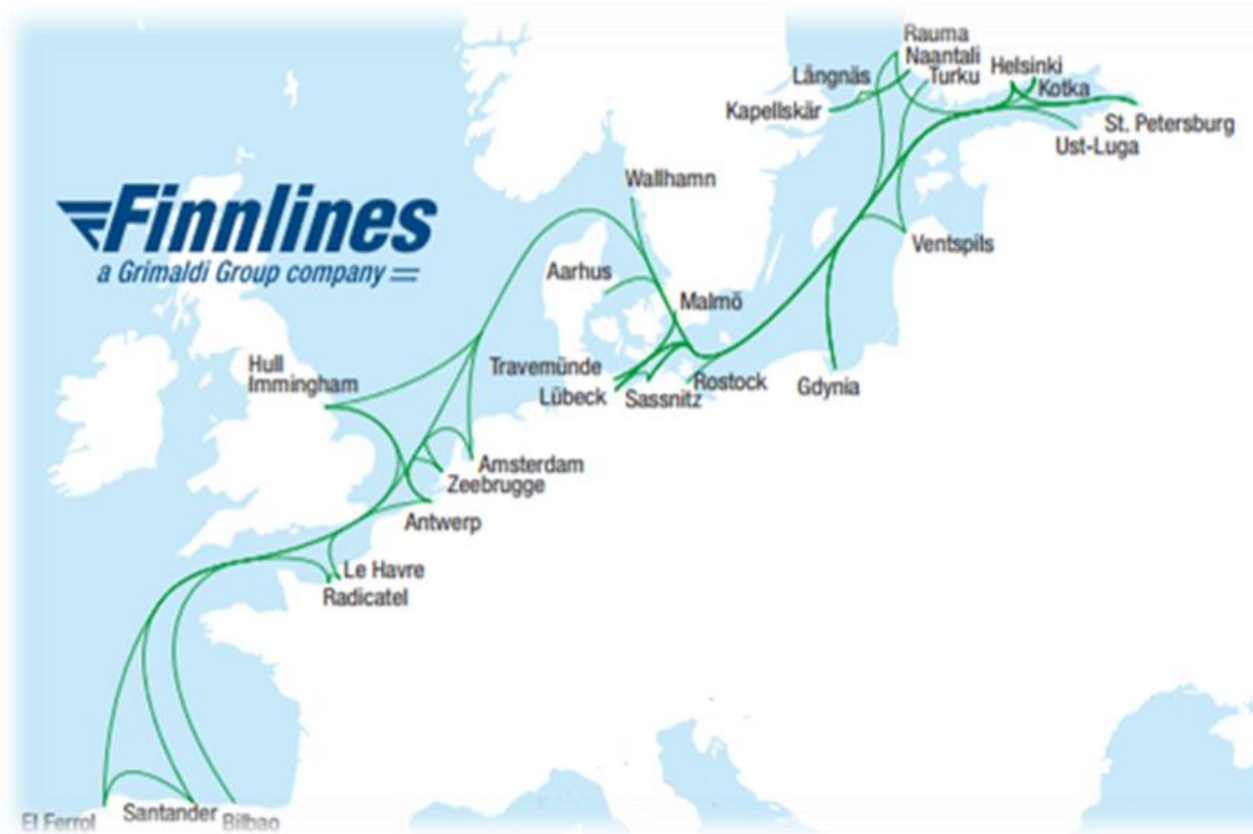 Rauma
Naantali
Turku
Långnäs
Kapellskär
Helsinki
Kotka
St. Petersburg
Ust-Luga
Wallhamn
Finnlines
a Grimaldi Group company
Ventspils
Aarhus
Malmö
Hull
Immingham
Travemünde
Lübeck
Sassnitz
Rostock
Gdynia
Amsterdam
Zeebrugge
Antwerp
Le Havre
Radicatel
El Ferrol
Santander
Bilbao